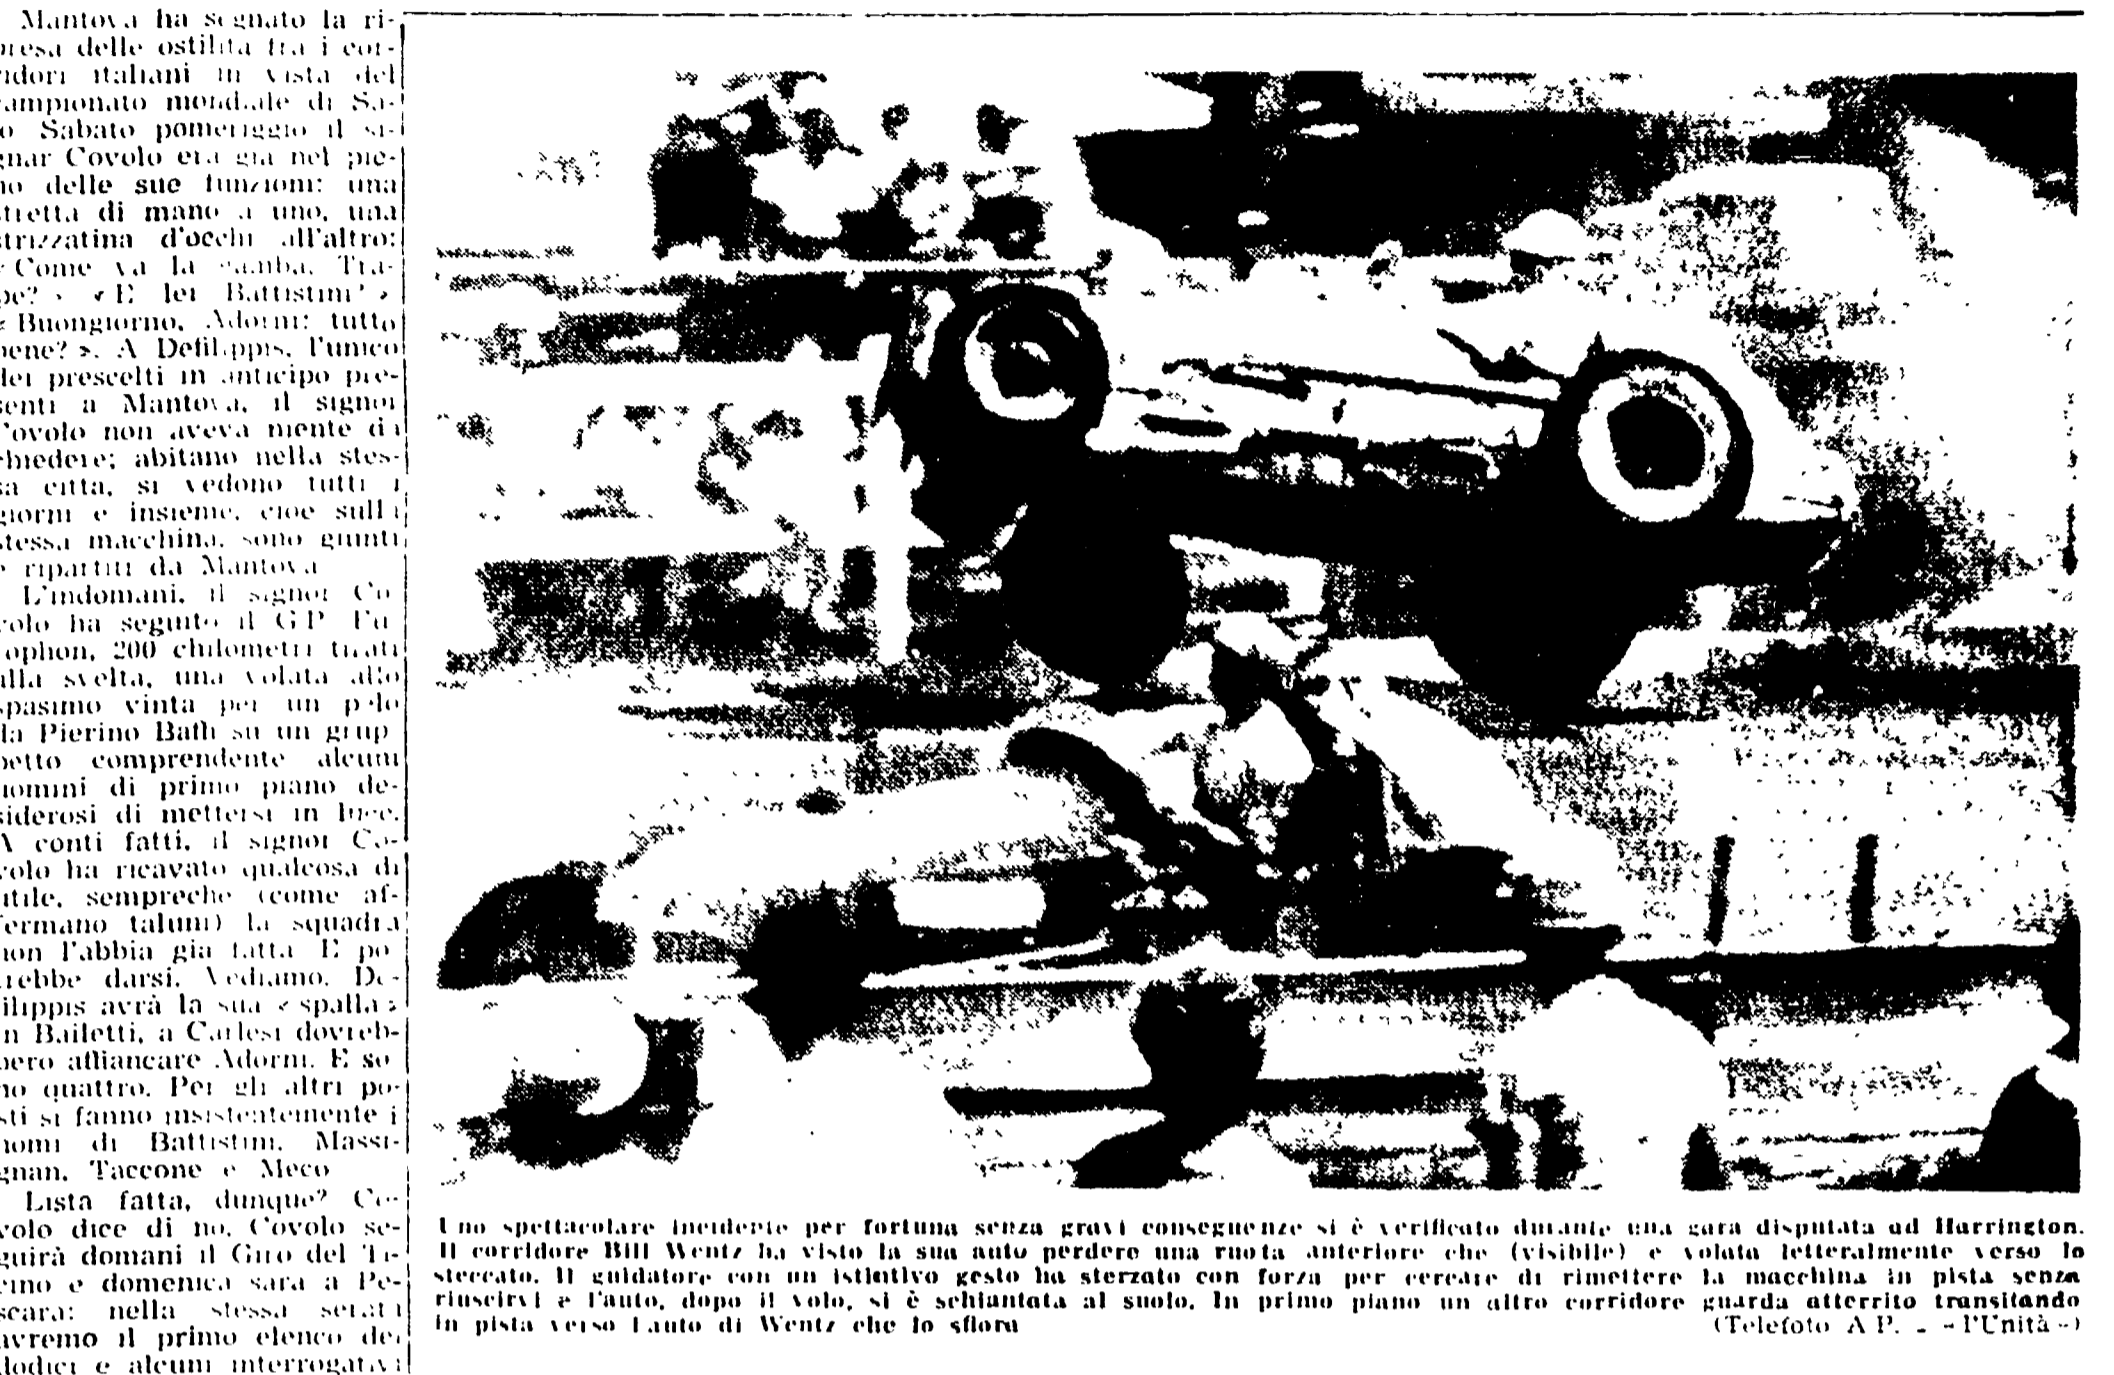 Mantova ha segnato la ri-
presa delle ostilità fra i cor-
ridori italiani in vista del
campionato mondiale di Sa-
lo Sabato pomeriggio il si-
gnor Covolo era già nel pie-
no delle sue funzioni: una
stretta di mano a uno, una
strizzatina d'occhi all'altro:
« Come va la gamba, Tra-
pe? » « E lei Battistini? »
« Buongiorno, Adorni: tutto
bene? ». A Defilippis, l'unico
dei prescelti in anticipo pre-
senti a Mantova, il signor
Covolo non aveva niente da
chiedere; abitano nella stes-
sa città, si vedono tutti i
giorni e insieme, cioè sulla
stessa macchina, sono giunti
e ripartiti da Mantova
L'indomani, il signor Co
volo ha seguito il G.P.
200 chilometri tirati
alla svelta, una volata allo
spasimo vinta per un pelo
da Pierino Baffi su un grup
petto comprendente alcuni
uomini di primo piano de-
siderosi di mettersi in luce.
A conti fatti, il signor Co-
volo ha ricavato qualcosa di
utile, sempreché (come af-
fermano taluni) la squadra
non l'abbia già fatta E po
trebbe darsi. Vediamo. De-
filippis avrà la sua « spalla »
in Bailetti, a Carlesi dovreb-
bero affiancare Adorni. E so
no quattro. Per gli altri po-
sti si fanno insistentemente i
nomi di Battistini, Massi-
gnan, Taccone e Meco
Lista fatta, dunque? Co-
volo dice di no. Covolo se-
guirà domani il Giro del Ti-
cino e domenica sarà a Pe-
scara: nella stessa serata
avremo il primo elenco dei
dodici e alcuni interrogativi
Uno spettacolare incidente per fortuna senza gravi conseguenze si è verificato durante una gara disputata ad Harrington.
Il corridore Bill Wentz ha visto la sua auto perdere una ruota anteriore che (visibile) è volata letteralmente verso lo
steccato. Il guidatore con un istintivo gesto ha sterzato con forza per cercare di rimettere la macchina in pista senza
riuscirvi e l'auto, dopo il volo, si è schiantata al suolo. In primo piano un altro corridore guarda atterrito transitando
in pista verso l'auto di Wentz che lo sfiora
(Telefoto A.P. - « l'Unità »)